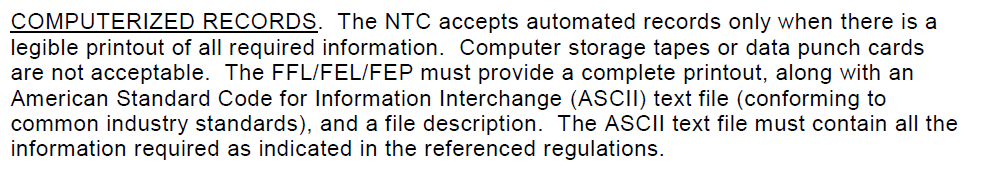 COMPUTERIZED RECORDS.  The NTC accepts automated records only when there is a
legible printout of all required information.  Computer storage tapes or data punch cards
are not acceptable.  The FFL/FEL/FEP must provide a complete printout, along with an
American Standard Code for Information Interchange (ASCII) text file (conforming to
common industry standards), and a file description.  The ASCII text file must contain all the
information required as indicated in the referenced regulations.